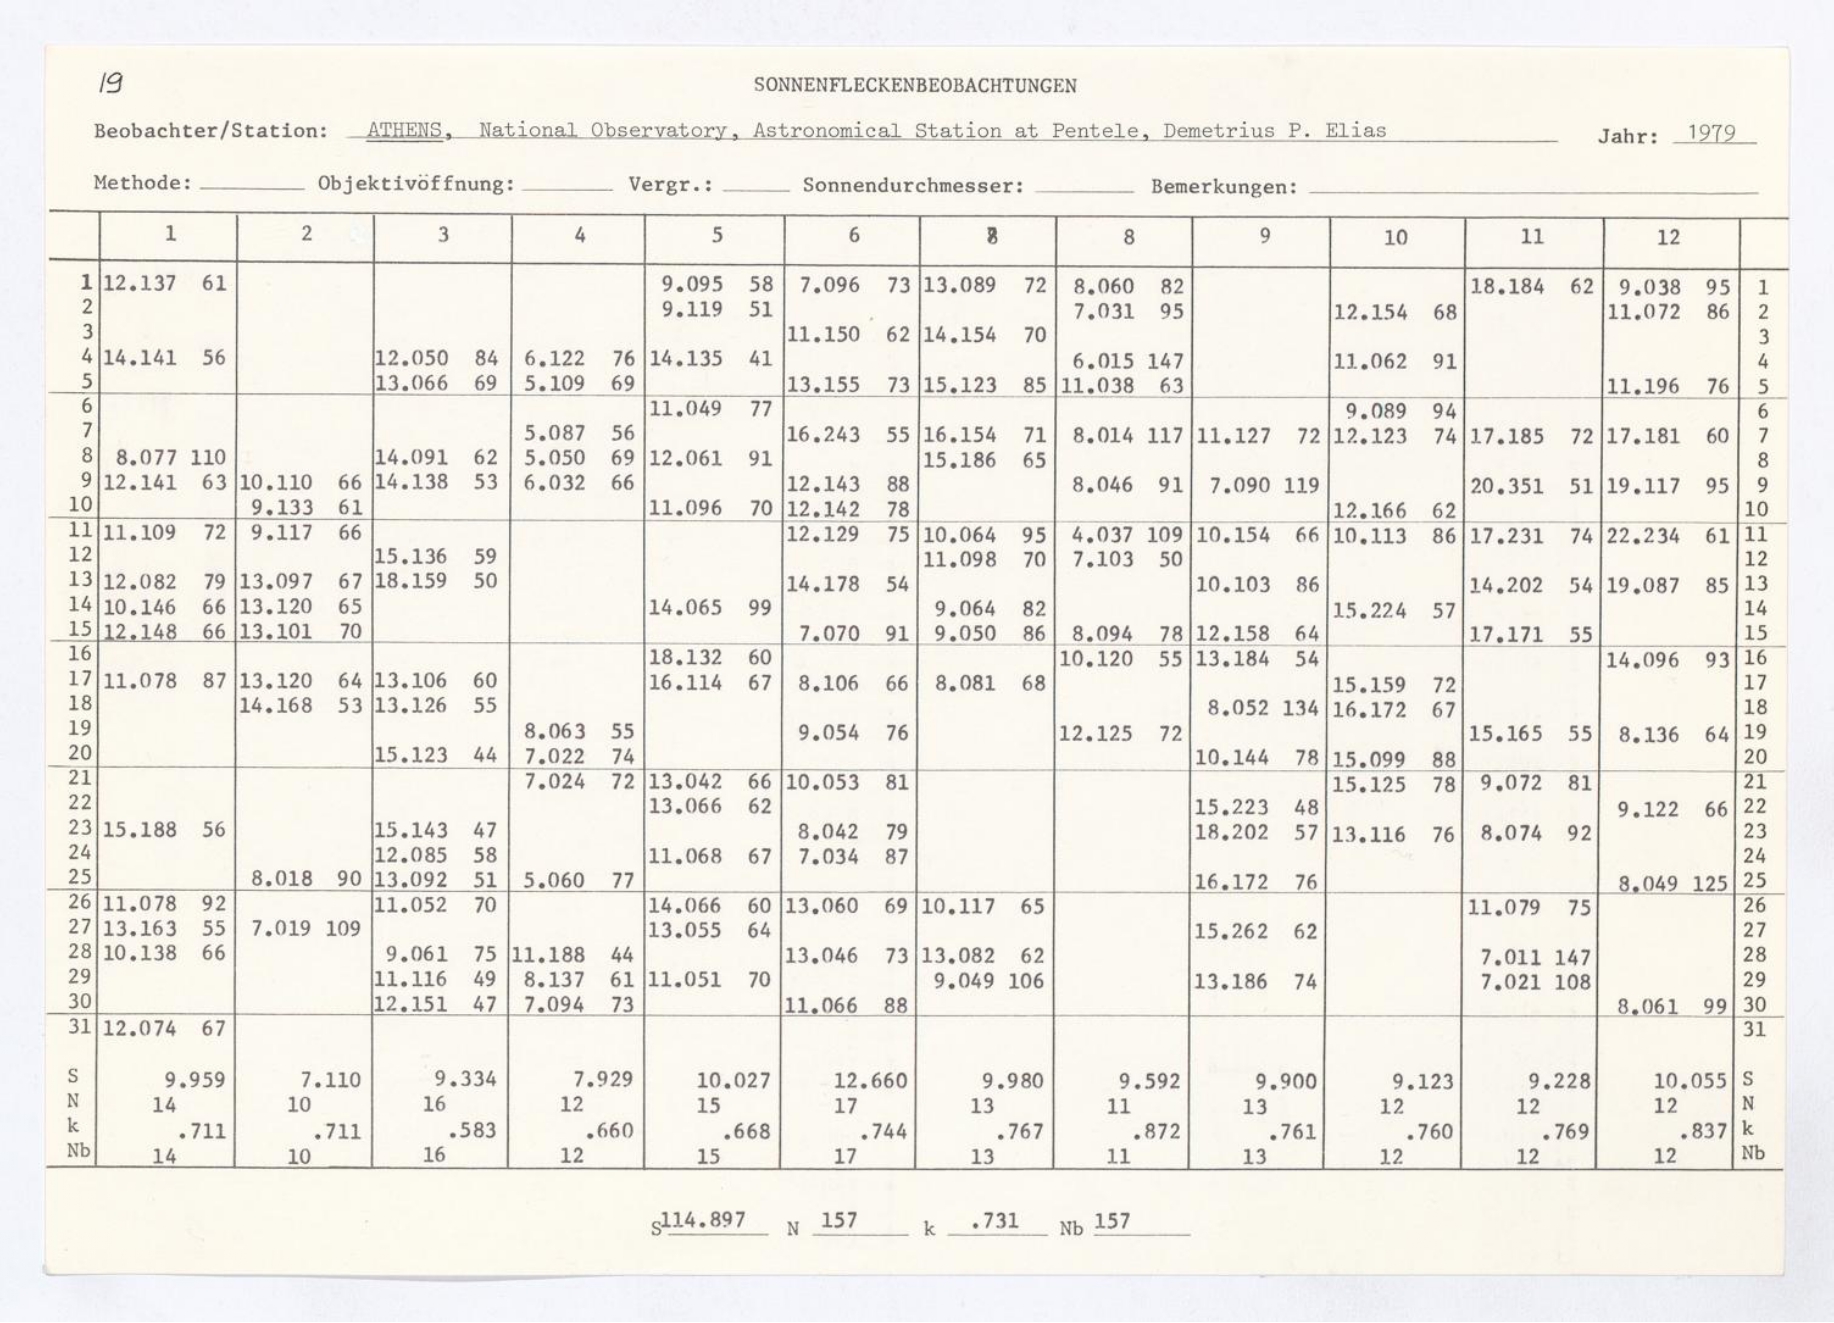 19
SONNENFLECKENBEOBACHTUNGEN
Beobachter/Station: ATHENS, National Observatory, Astronomical Station at Pentele, Demetrius P. Elias Jahr: 1979
Methode: Objektivöffnung: Vergr.: Sonnendurchmesser: Bemerkungen:
1 2 3 4 5 6 8 9 10 11 12
1 12.137 61 9.095 58 7.096 73 13.089 72 8.060 82 18.184 62 9.038 95 1
2 9.119 51 7.031 95 12.154 68 11.072 86 2
3 11.150 62 14.154 70 3
4 14.141 56 12.050 84 6.122 76 14.135 41 6.015 147 11.062 91 4
5 13.066 69 5.109 69 13.155 73 15.123 85 11.038 63 11.196 76 5
6 11.049 77 9.089 94 6
7 5.087 56 16.243 55 16.154 71 8.014 117 11.127 72 12.123 74 17.185 72 17.181 60 7
8 8.077 110 14.091 62 5.050 69 12.061 91 15.186 65 8
9 12.141 63 10.110 66 14.138 53 6.032 66 12.143 88 8.046 91 7.090 119 20.351 51 19.117 95 9
10 9.133 61 11.096 70 12.142 78 12.166 62 10
11 11.109 72 9.117 66 12.129 75 10.064 95 4.037 109 10.154 66 10.113 86 17.231 74 22.234 61 11
12 15.136 59 11.098 70 7.103 50 12
13 12.082 79 13.097 67 18.159 50 14.178 54 10.103 86 14.202 54 19.087 85 13
14 10.146 66 13.120 65 14.065 99 9.064 82 15.224 57 14
15 12.148 66 13.101 70 7.070 91 9.050 86 8.094 78 12.158 64 17.171 55 15
16 18.132 60 10.120 55 13.184 54 14.096 93 16
17 11.078 87 13.120 64 13.106 60 16.114 67 8.106 66 8.081 68 15.159 72 17
18 14.168 53 13.126 55 8.052 134 16.172 67 18
19 8.063 55 9.054 76 12.125 72 15.165 55 8.136 64 19
20 15.123 44 7.022 74 10.144 78 15.099 88 20
21 7.024 72 13.042 66 10.053 81 15.125 78 9.072 81 21
22 13.066 62 15.223 48 9.122 66 22
23 15.188 56 15.143 47 8.042 79 18.202 57 13.116 76 8.074 92 23
24 12.085 58 11.068 67 7.034 87 24
25 8.018 90 13.092 51 5.060 77 16.172 76 8.049 125 25
26 11.078 92 11.052 70 14.066 60 13.060 69 10.117 65 11.079 75 26
27 13.163 55 7.019 109 13.055 64 15.262 62 27
28 10.138 66 9.061 75 11.188 44 13.046 73 13.082 62 7.011 147 28
29 11.116 49 8.137 61 11.051 70 9.049 106 13.186 74 7.021 108 29
30 12.151 47 7.094 73 11.066 88 8.061 99 30
31 12.074 67 31
S 9.959 7.110 9.334 7.929 10.027 12.660 9.980 9.592 9.900 9.123 9.228 10.055 S
N 14 10 16 12 15 17 13 11 13 12 12 12 N
k .711 .711 .583 .660 .668 .744 .767 .872 .761 .760 .769 .837 k
Nb 14 10 16 12 15 17 13 11 13 12 12 12 Nb
S 114.897 N 157 k .731 Nb 157